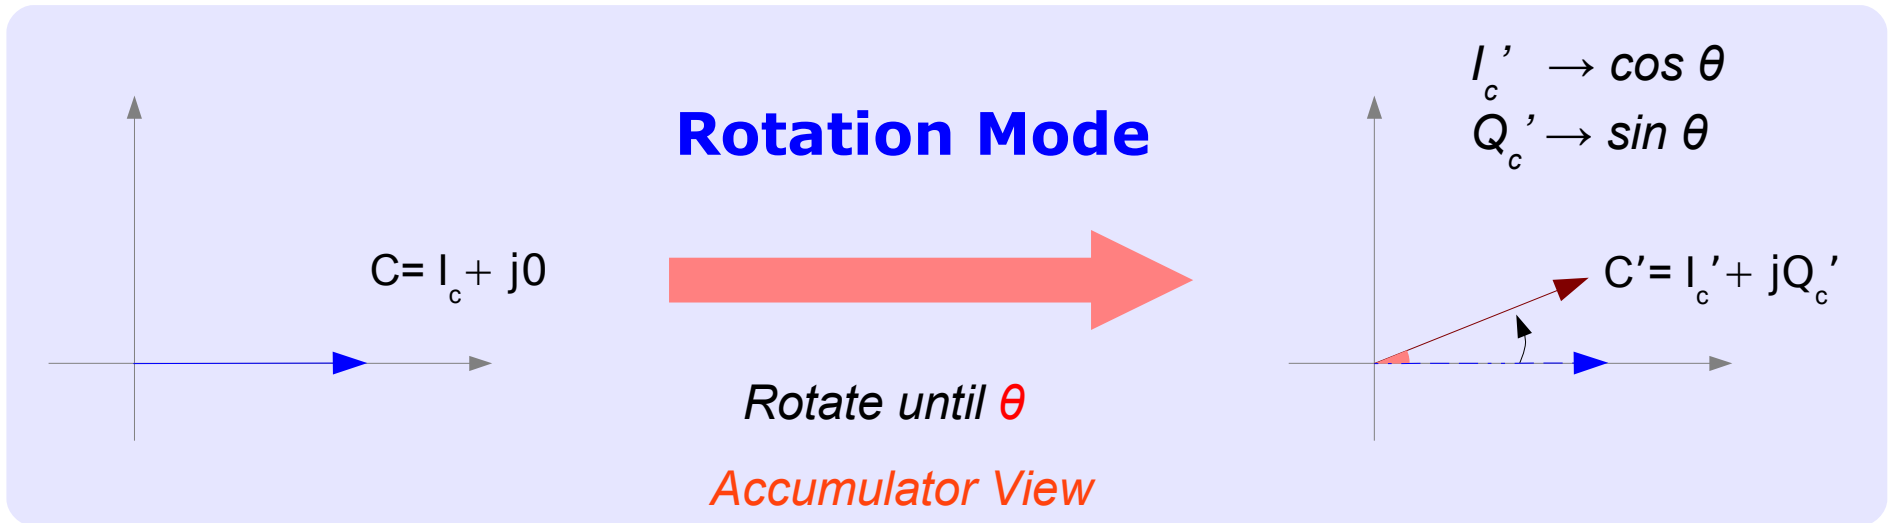 I_c’ → cos θ
Rotation Mode
Q_c’ → sin θ
C= I_c + j0
C’= I_c’ + jQ_c’
Rotate until θ
Accumulator View